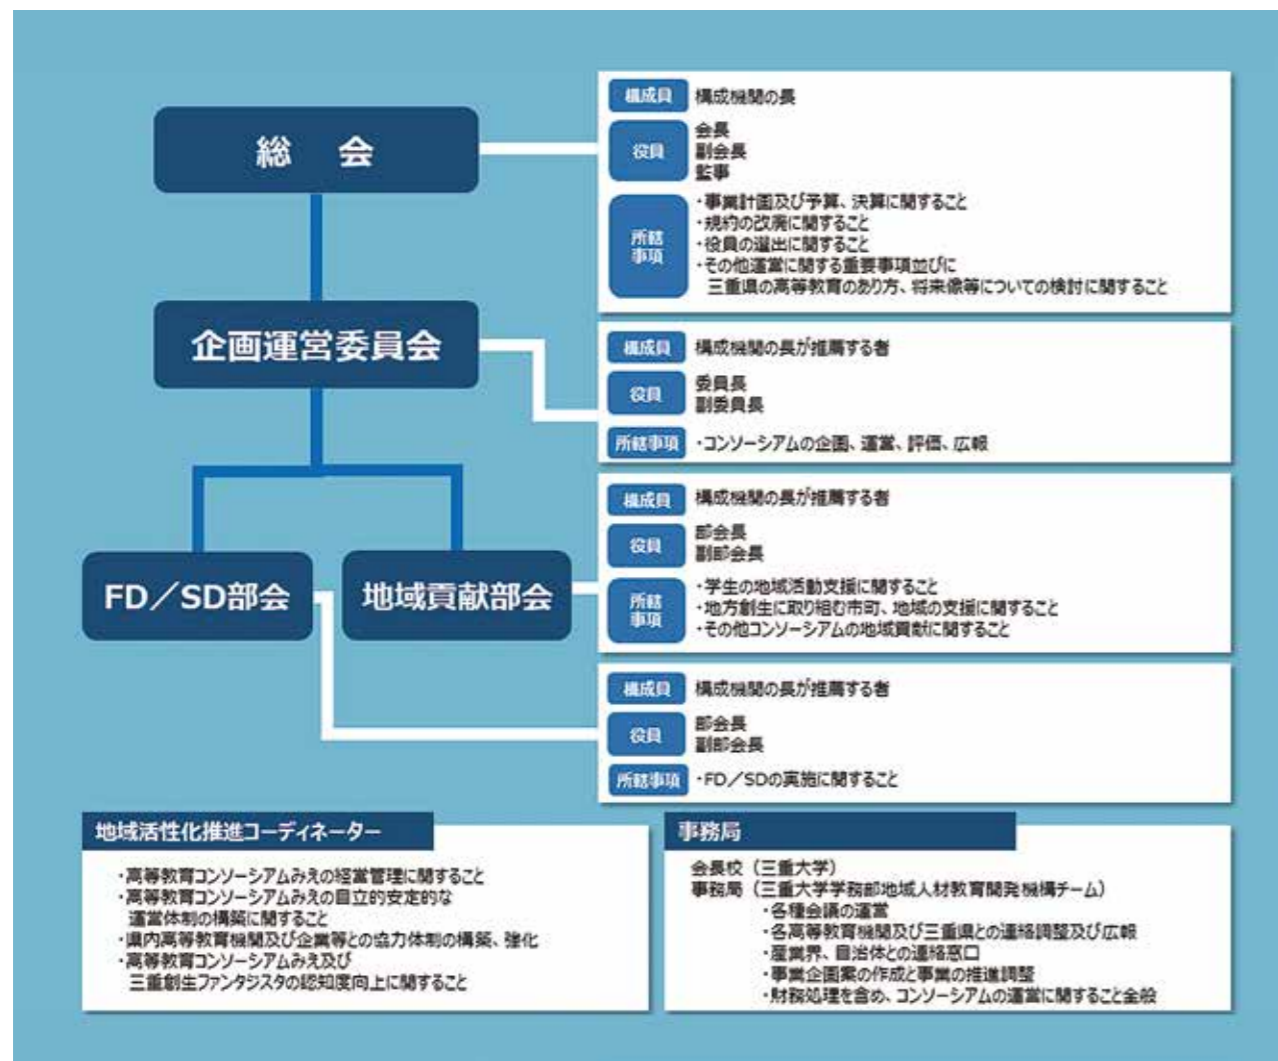 総 会
構成員 構成機関の長
役員
会長
副会長
監事
所轄
事項
・事業計画及び予算、決算に関すること
・規約の改廃に関すること
・役員の選出に関すること
・その他運営に関する重要事項並びに
三重県の高等教育のあり方、将来像等についての検討に関すること
企画運営委員会
構成員 構成機関の長が推薦する者
役員
委員長
副委員長
所轄事項 ・コンソーシアムの企画、運営、評価、広報
FD／SD部会
地域貢献部会
構成員 構成機関の長が推薦する者
役員
部会長
副部会長
所轄
事項
・学生の地域活動支援に関すること
・地方創生に取り組む市町、地域の支援に関すること
・その他コンソーシアムの地域貢献に関すること
構成員 構成機関の長が推薦する者
役員
部会長
副部会長
所轄事項 ・FD／SDの実施に関すること
地域活性化推進コーディネーター
・高等教育コンソーシアムみえの経営管理に関すること
・高等教育コンソーシアムみえの自立的安定的な
運営体制の構築に関すること
・県内高等教育機関及び企業等との協力体制の構築、強化
・高等教育コンソーシアムみえ及び
三重創生ファンタジスタの認知度向上に関すること
事務局
会長校（三重大学）
事務局（三重大学学務部地域人材教育開発機構チーム）
・各種会議の運営
・各高等教育機関及び三重県との連絡調整及び広報
・産業界、自治体との連絡窓口
・事業企画案の作成と事業の推進調整
・財務処理を含め、コンソーシアムの運営に関すること全般